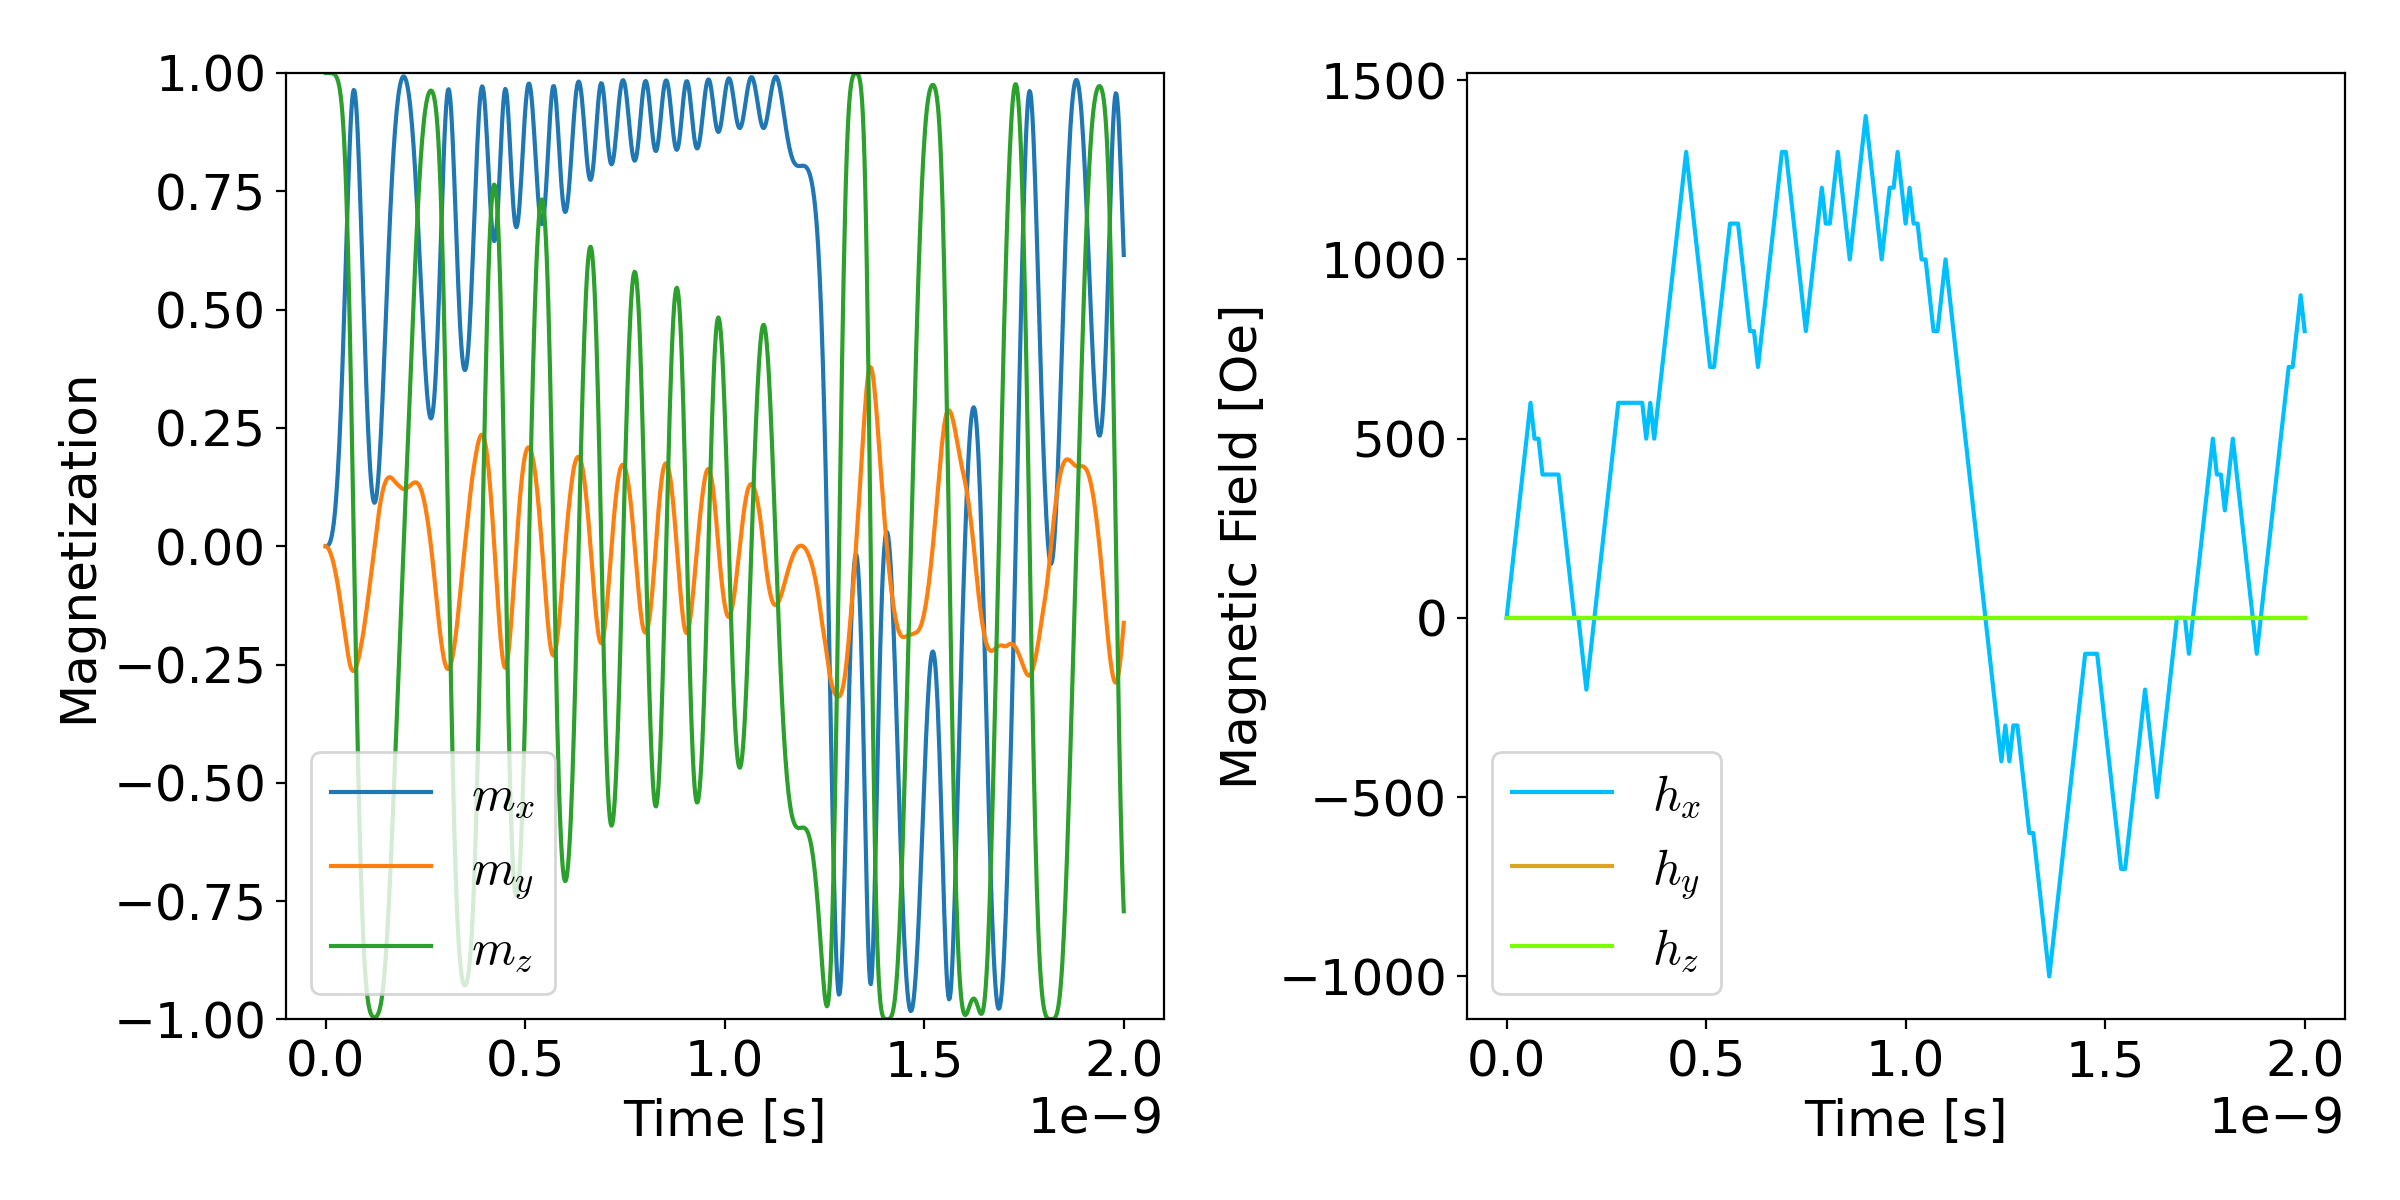 Magnetization
1.00
0.75
0.50
0.25
0.00
−0.25
−0.50
−0.75
−1.00
m_x
m_y
m_z
0.0 0.5 1.0 1.5 2.0
Time [s]
1e−9
Magnetic Field [Oe]
1500
1000
500
0
−500
−1000
h_x
h_y
h_z
0.0 0.5 1.0 1.5 2.0
Time [s]
1e−9